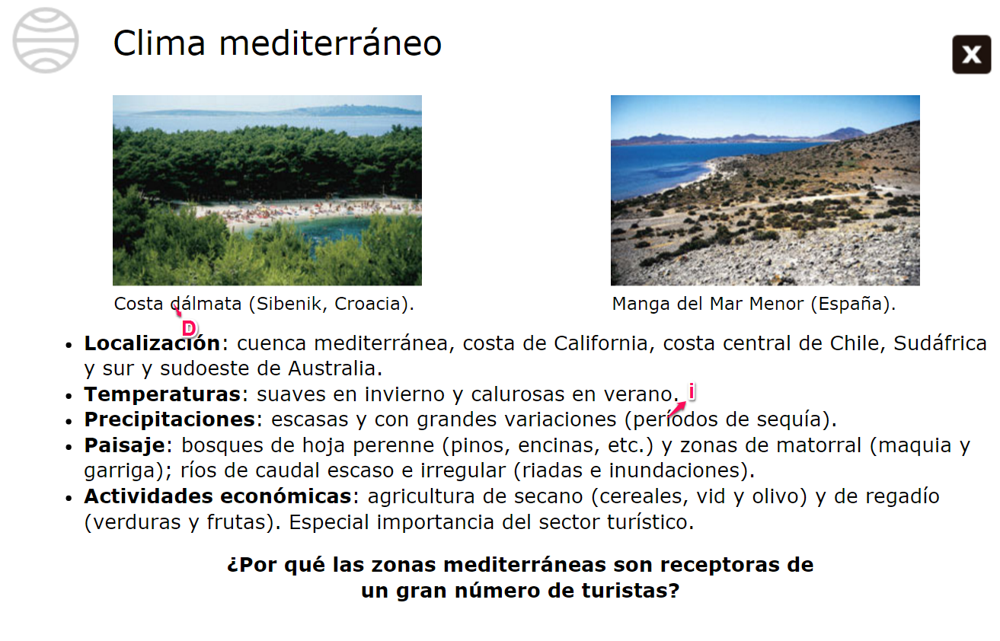 Clima mediterráneo
X
Costa dálmata (Sibenik, Croacia).
Manga del Mar Menor (España).
D
• Localización: cuenca mediterránea, costa de California, costa central de Chile, Sudáfrica
y sur y sudoeste de Australia.
• Temperaturas: suaves en invierno y calurosas en verano.
i
• Precipitaciones: escasas y con grandes variaciones (períodos de sequía).
• Paisaje: bosques de hoja perenne (pinos, encinas, etc.) y zonas de matorral (maquia y
garriga); ríos de caudal escaso e irregular (riadas e inundaciones).
• Actividades económicas: agricultura de secano (cereales, vid y olivo) y de regadío
(verduras y frutas). Especial importancia del sector turístico.
¿Por qué las zonas mediterráneas son receptoras de
un gran número de turistas?